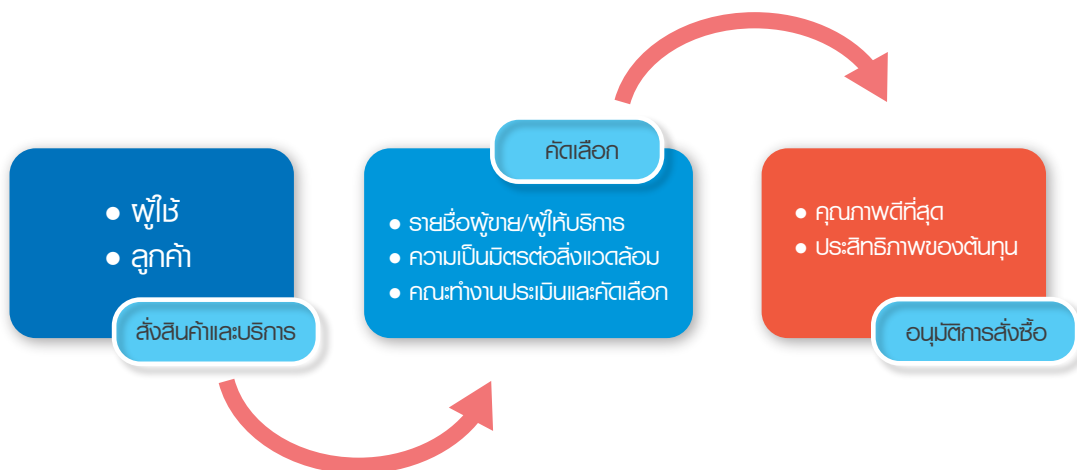 ผู้ใช้
ลูกค้า
สั่งสินค้าและบริการ
คัดเลือก
รายชื่อผู้ขาย/ผู้ให้บริการ
ความเป็นมิตรต่อสิ่งแวดล้อม
คณะทำงานประเมินและคัดเลือก
คุณภาพดีที่สุด
ประสิทธิภาพของต้นทุน
อนุมัติการสั่งซื้อ